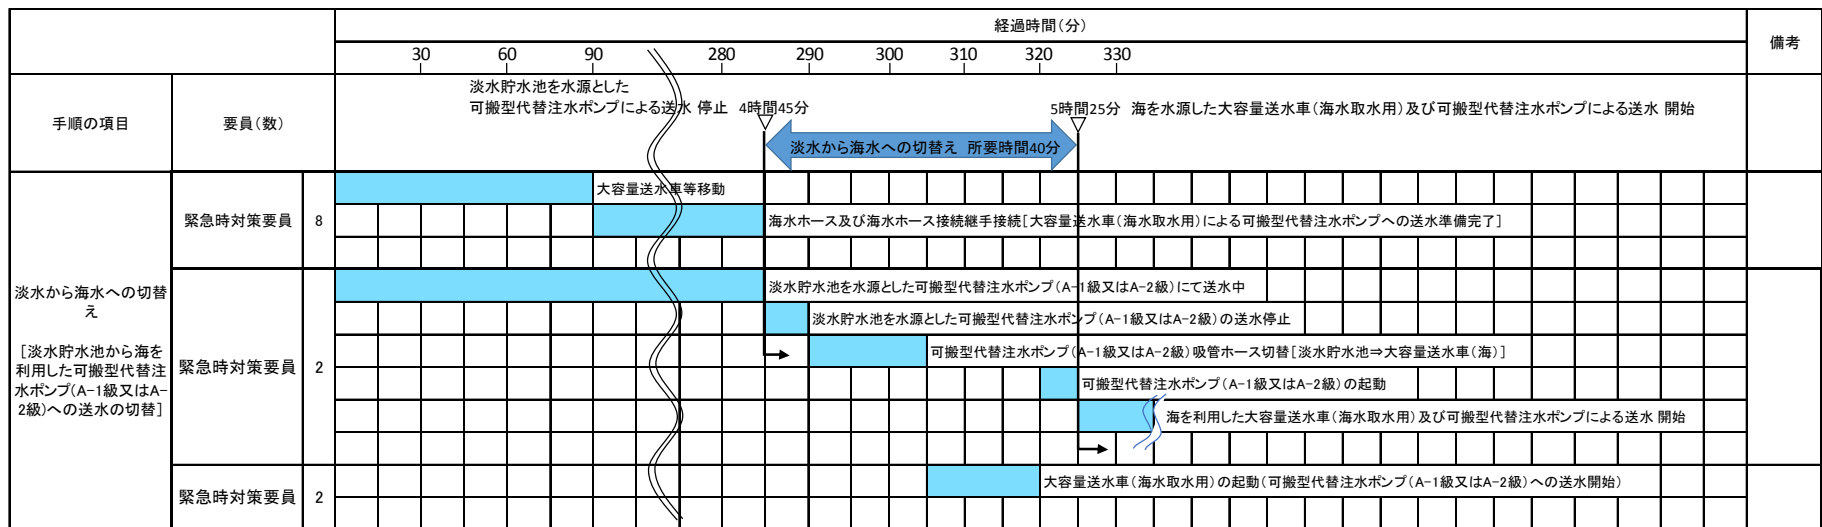 経過時間（分）
備考
30 60 90 280 290 300 310 320 330
手順の項目
要員（数）
淡水貯水池を水源とした
可搬型代替注水ポンプによる送水 停止 4時間45分
5時間25分 海を水源した大容量送水車（海水取水用）及び可搬型代替注水ポンプによる送水 開始
淡水から海水への切替え 所要時間40分
淡水から海水への切替
え
［淡水貯水池から海を
利用した可搬型代替注
水ポンプ（A-1級又はA-
2級）への送水の切替］
緊急時対策要員 8
大容量送水車等移動
海水ホース及び海水ホース接続継手接続［大容量送水車（海水取水用）による可搬型代替注水ポンプへの送水準備完了］
緊急時対策要員 2
淡水貯水池を水源とした可搬型代替注水ポンプ（A-1級又はA-2級）にて送水中
淡水貯水池を水源とした可搬型代替注水ポンプ（A-1級又はA-2級）の送水停止
可搬型代替注水ポンプ（A-1級又はA-2級）吸管ホース切替［淡水貯水池⇒大容量送水車（海）］
可搬型代替注水ポンプ（A-1級又はA-2級）の起動
海を利用した大容量送水車（海水取水用）及び可搬型代替注水ポンプによる送水 開始
緊急時対策要員 2
大容量送水車（海水取水用）の起動（可搬型代替注水ポンプ（A-1級又はA-2級）への送水開始）